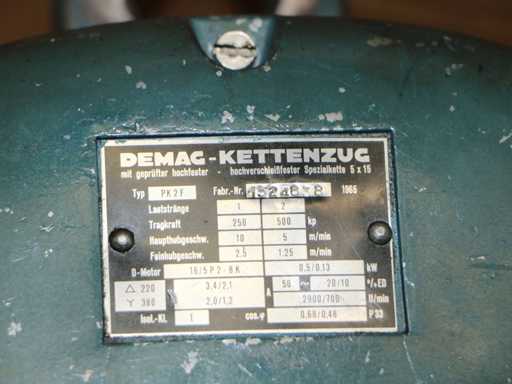 DEMAG-KETTENZUG
mit geprüfter hochfester - hochverschleißfester Spezialkette 5 x 15
Typ PK 2 F Fabr.-Nr. 1965
Laststränge 1 2
Tragkraft 250 500 kp
Haupthubgeschw. 10 5 m/min
Feinhubgeschw. 2,5 1,25 m/min
D-Motor 16/5 P 2 - 8 K 0,5/0,13 kW
△ 220 3,4/2,1 A 50 ~ 20/10 % ED
Y 380 2,0/1,2 2900/700 U/min
Isol.-Kl. 1 cos.φ 0,68/0,46 P33